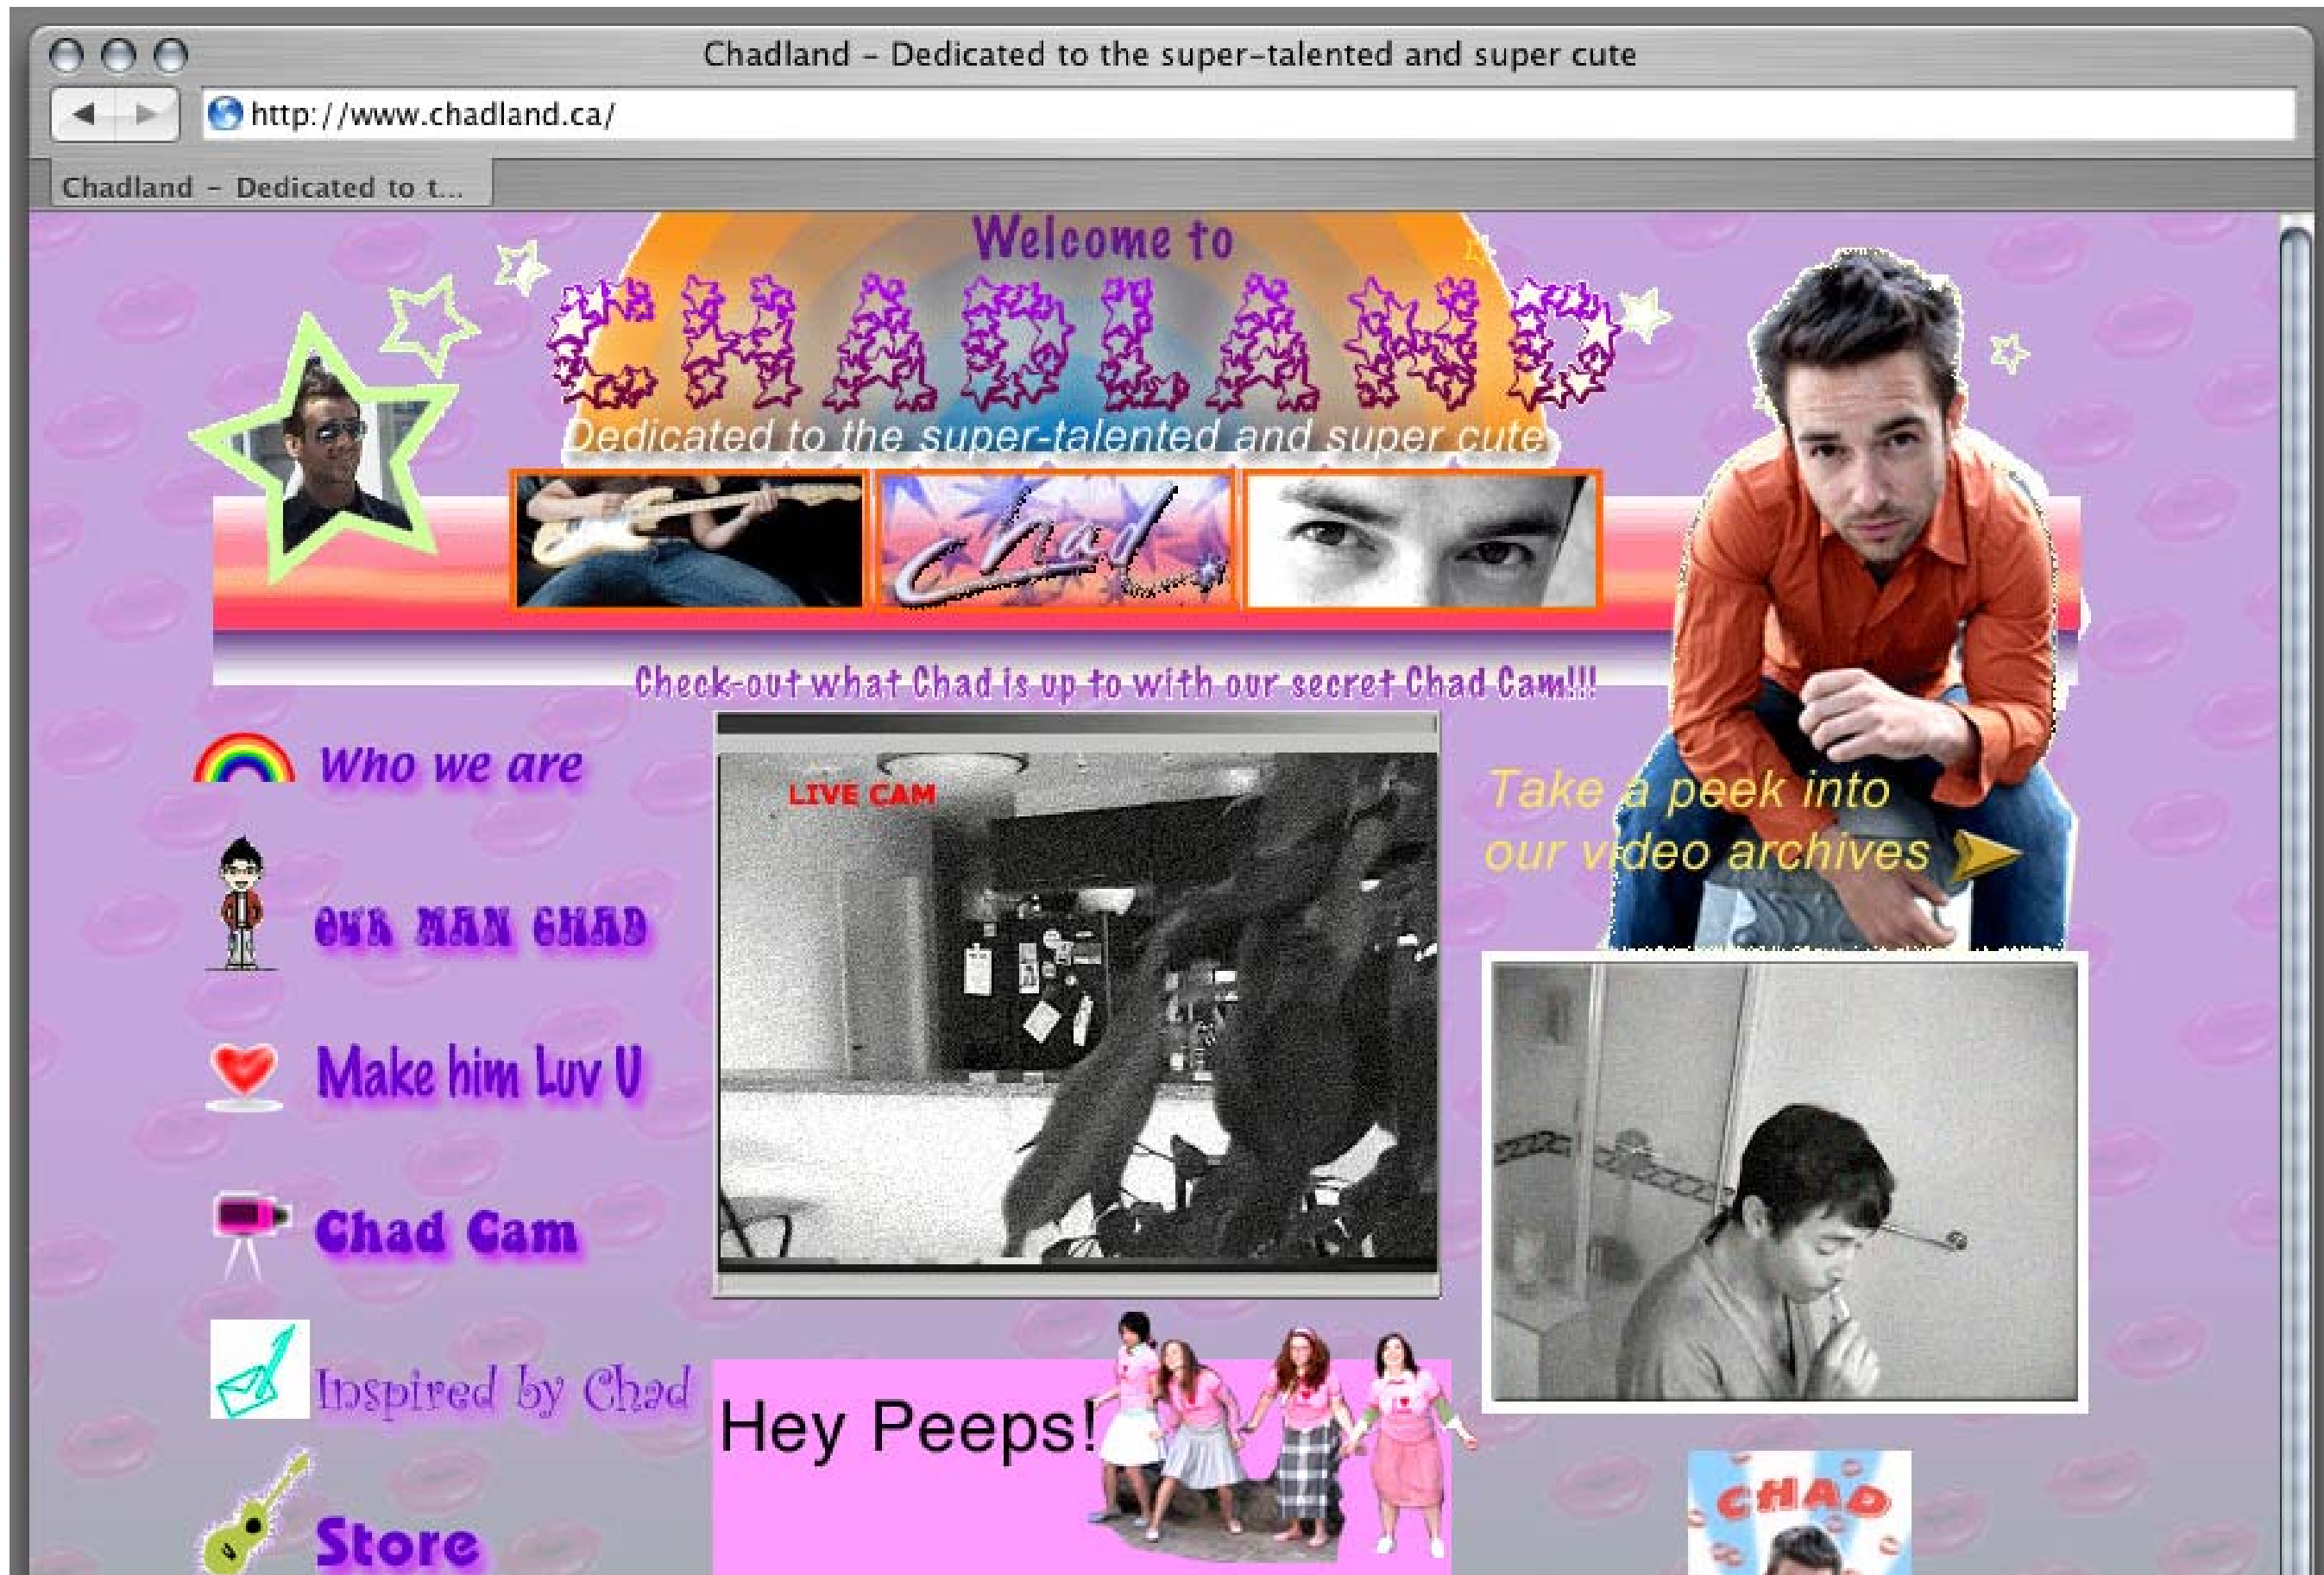 Chadland – Dedicated to the super-talented and super cute
http://www.chadland.ca/
Chadland – Dedicated to t...
Welcome to
CHADLAND
Dedicated to the super-talented and super cute
chad
Check-out what Chad is up to with our secret Chad Cam!!!
Who we are
LIVE CAM
Take a peek into
our video archives
OUR MAN CHAD
Make him Luv U
Chad Cam
Inspired by Chad
Hey Peeps!
Store
CHAD